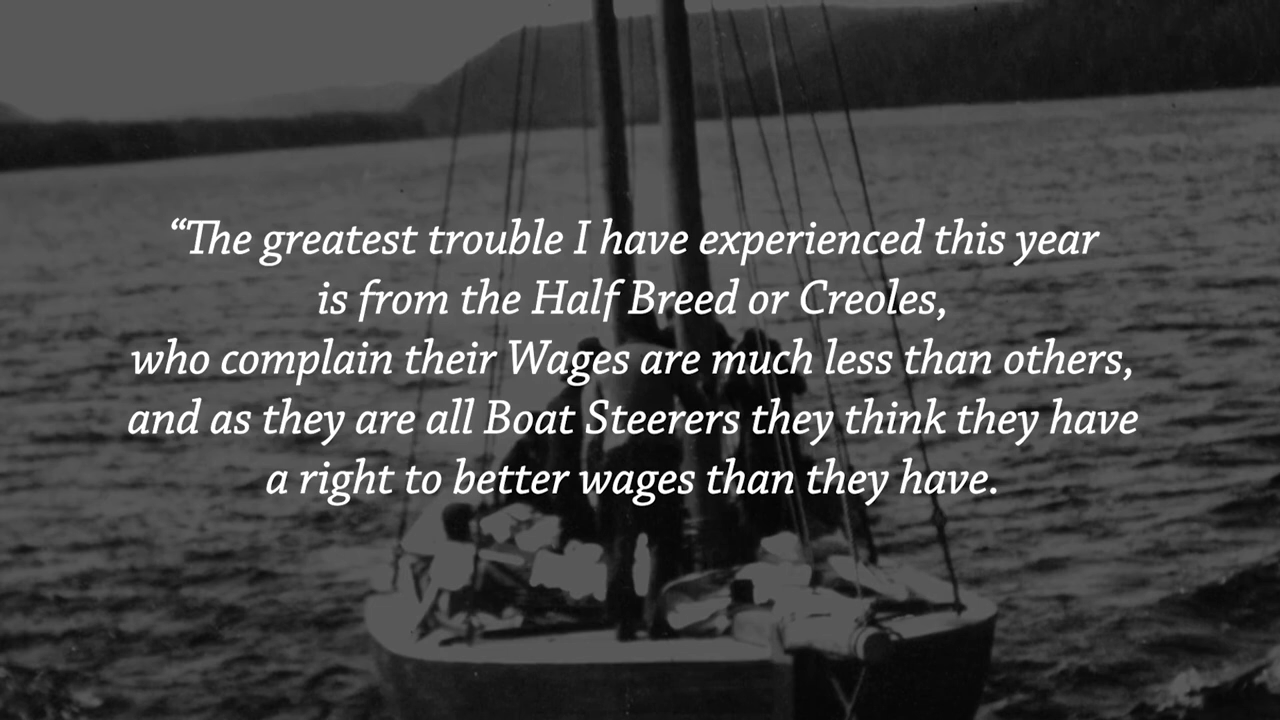 “The greatest trouble I have experienced this year
is from the Half Breed or Creoles,
who complain their Wages are much less than others,
and as they are all Boat Steerers they think they have
a right to better wages than they have.